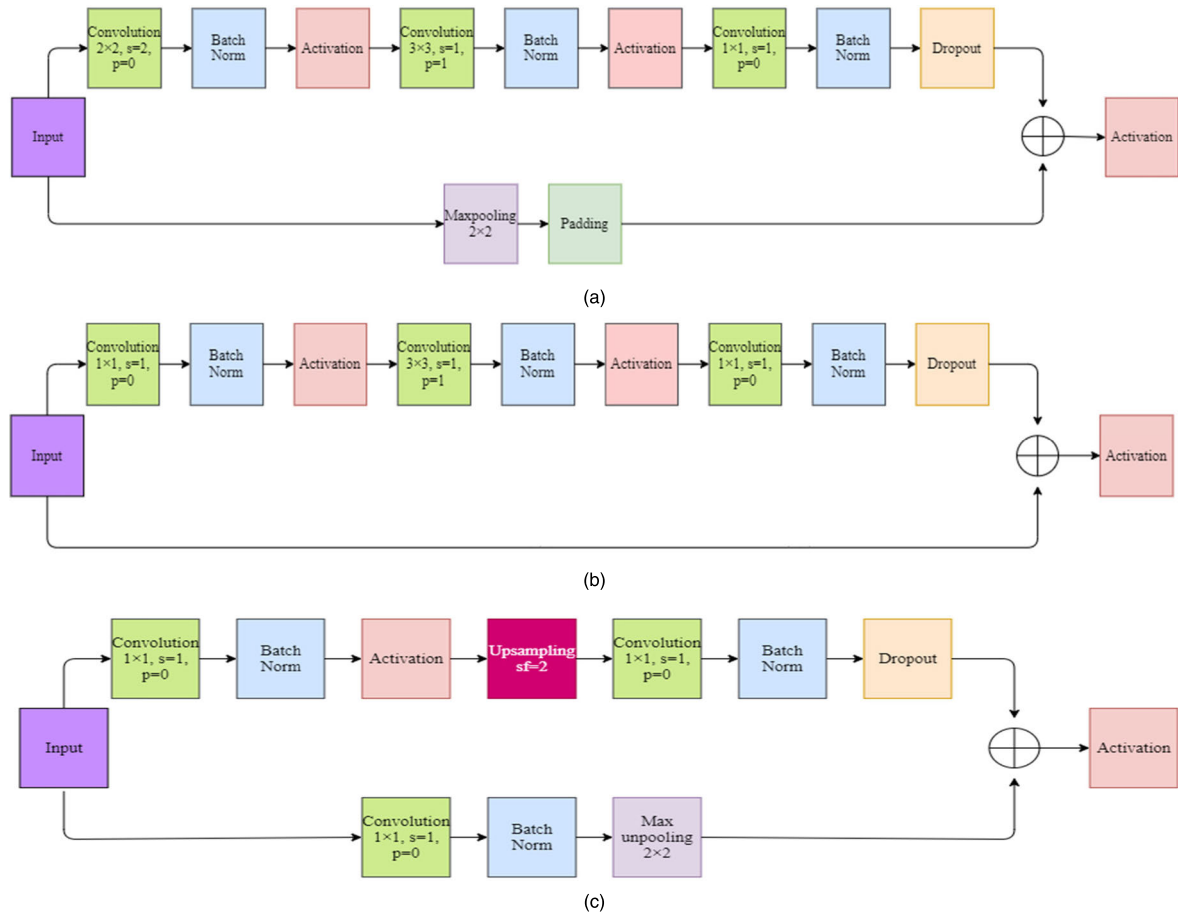 Convolution
2×2, s=2,
p=0
Batch
Norm
Activation
Convolution
3×3, s=1,
p=1
Batch
Norm
Activation
Convolution
1×1, s=1,
p=0
Batch
Norm
Dropout
Input
Activation
Maxpooling
2×2
Padding
(a)
Convolution
1×1, s=1,
p=0
Batch
Norm
Activation
Convolution
3×3, s=1,
p=1
Batch
Norm
Activation
Convolution
1×1, s=1,
p=0
Batch
Norm
Dropout
Input
Activation
(b)
Convolution
1×1, s=1,
p=0
Batch
Norm
Activation
Upsampling
sf=2
Convolution
1×1, s=1,
p=0
Batch
Norm
Dropout
Input
Activation
Convolution
1×1, s=1,
p=0
Batch
Norm
Max
unpooling
2×2
(c)